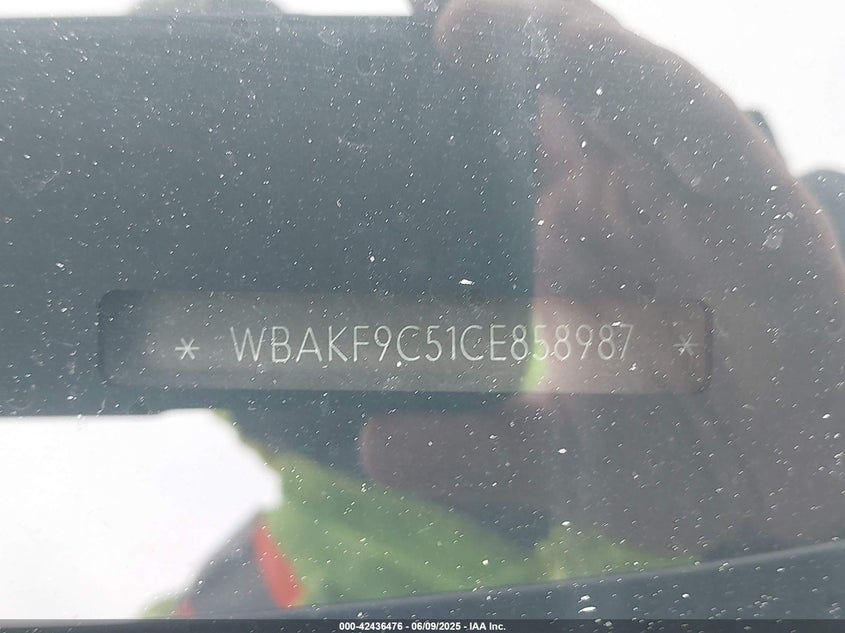 * WBAKF9C51CE858987 *
000-42436476 - 06/09/2025 - IAA Inc.